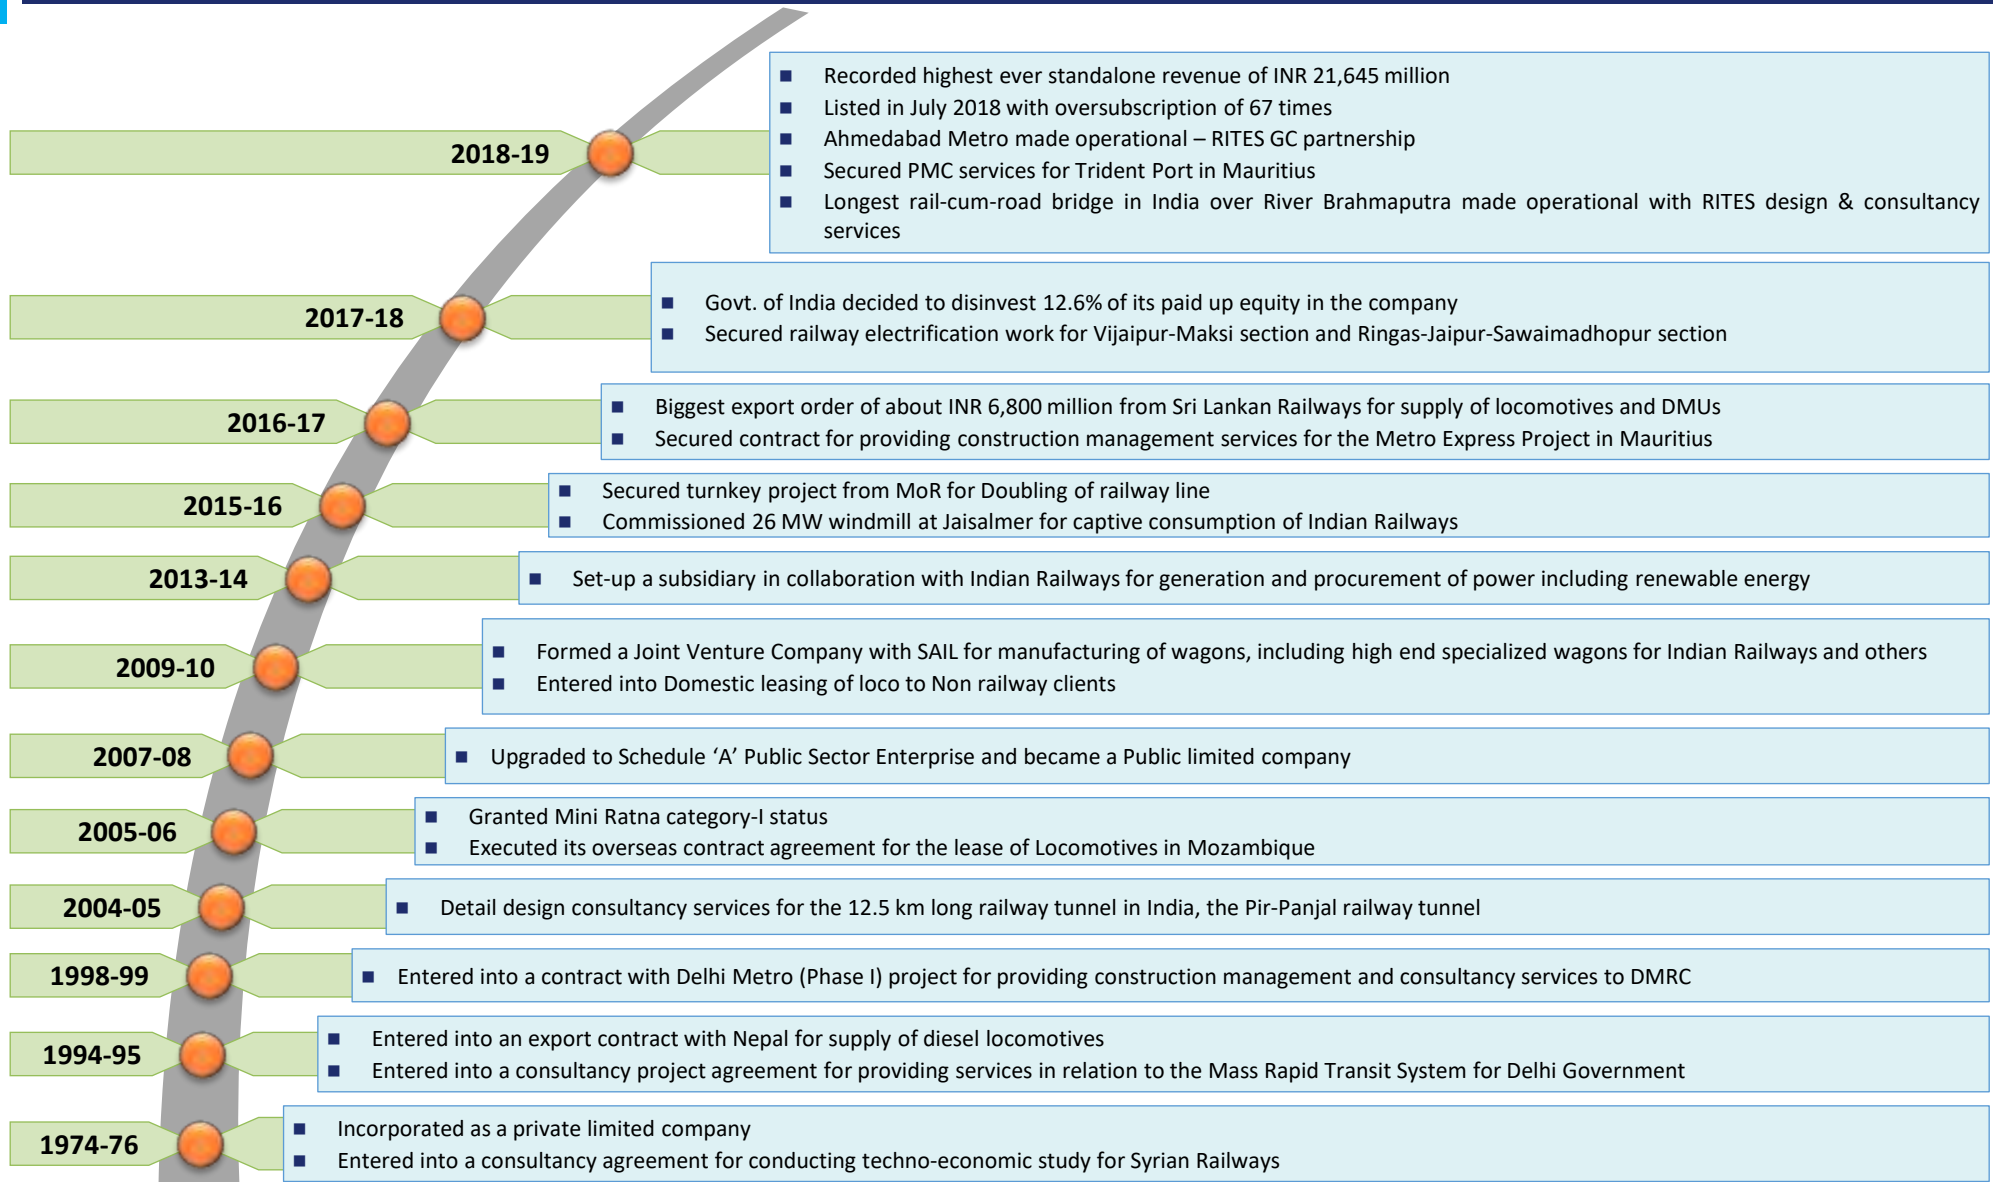 2018-19
■ Recorded highest ever standalone revenue of INR 21,645 million
■ Listed in July 2018 with oversubscription of 67 times
■ Ahmedabad Metro made operational – RITES GC partnership
■ Secured PMC services for Trident Port in Mauritius
■ Longest rail-cum-road bridge in India over River Brahmaputra made operational with RITES design & consultancy
services
2017-18
■ Govt. of India decided to disinvest 12.6% of its paid up equity in the company
■ Secured railway electrification work for Vijaipur-Maksi section and Ringas-Jaipur-Sawaimadhopur section
2016-17
■ Biggest export order of about INR 6,800 million from Sri Lankan Railways for supply of locomotives and DMUs
■ Secured contract for providing construction management services for the Metro Express Project in Mauritius
2015-16
■ Secured turnkey project from MoR for Doubling of railway line
■ Commissioned 26 MW windmill at Jaisalmer for captive consumption of Indian Railways
2013-14
■ Set-up a subsidiary in collaboration with Indian Railways for generation and procurement of power including renewable energy
2009-10
■ Formed a Joint Venture Company with SAIL for manufacturing of wagons, including high end specialized wagons for Indian Railways and others
■ Entered into Domestic leasing of loco to Non railway clients
2007-08
■ Upgraded to Schedule ‘A’ Public Sector Enterprise and became a Public limited company
2005-06
■ Granted Mini Ratna category-I status
■ Executed its overseas contract agreement for the lease of Locomotives in Mozambique
2004-05
■ Detail design consultancy services for the 12.5 km long railway tunnel in India, the Pir-Panjal railway tunnel
1998-99
■ Entered into a contract with Delhi Metro (Phase I) project for providing construction management and consultancy services to DMRC
1994-95
■ Entered into an export contract with Nepal for supply of diesel locomotives
■ Entered into a consultancy project agreement for providing services in relation to the Mass Rapid Transit System for Delhi Government
1974-76
■ Incorporated as a private limited company
■ Entered into a consultancy agreement for conducting techno-economic study for Syrian Railways